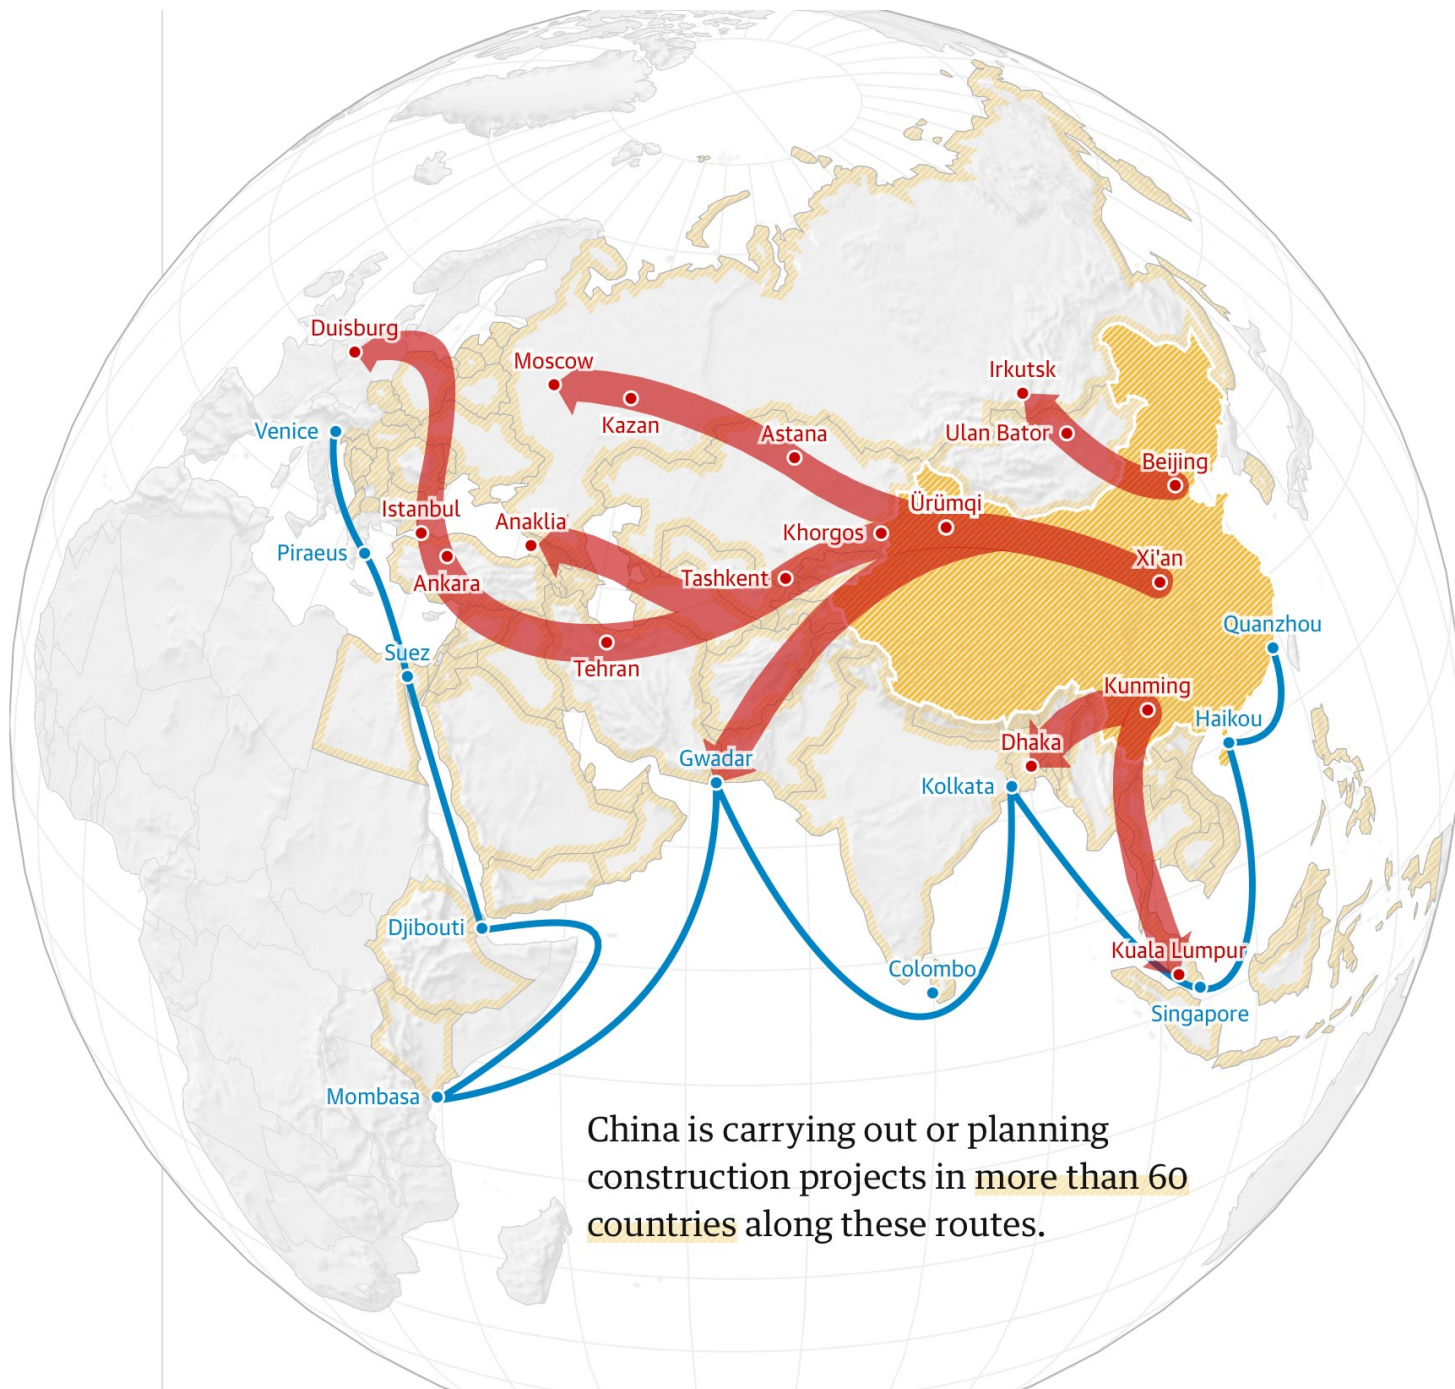 Duisburg
Moscow
Irkutsk
Kazan
Venice
Astana
Ulan Bator
Beijing
Istanbul
Anaklia
Khorgos
Ürümqi
Piraeus
Ankara
Tashkent
Xi'an
Quanzhou
Suez
Tehran
Kunming
Haikou
Dhaka
Gwadar
Kolkata
Djibouti
Kuala Lumpur
Colombo
Singapore
Mombasa
China is carrying out or planning
construction projects in more than 60
countries along these routes.